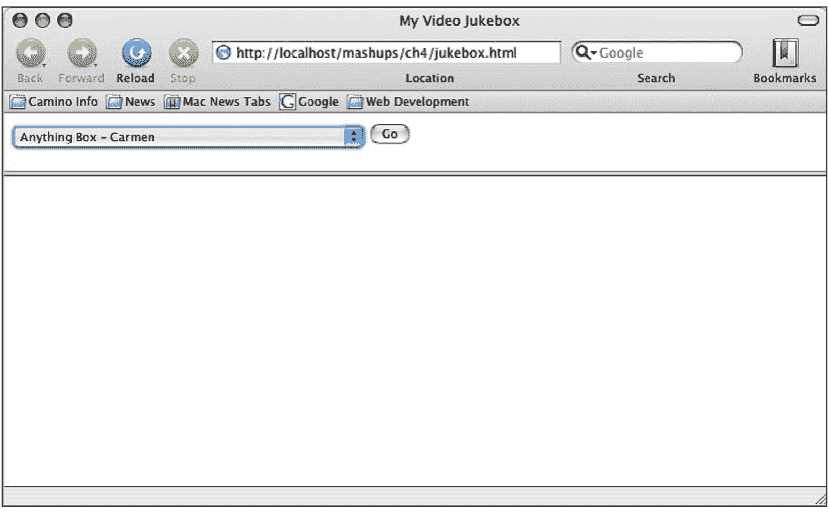 My Video Jukebox
http://localhost/mashups/ch4/jukebox.html
Google
Back Forward Reload Stop Location Search Bookmarks
Camino Info News Mac News Tabs Google Web Development
Anything Box - Carmen Go